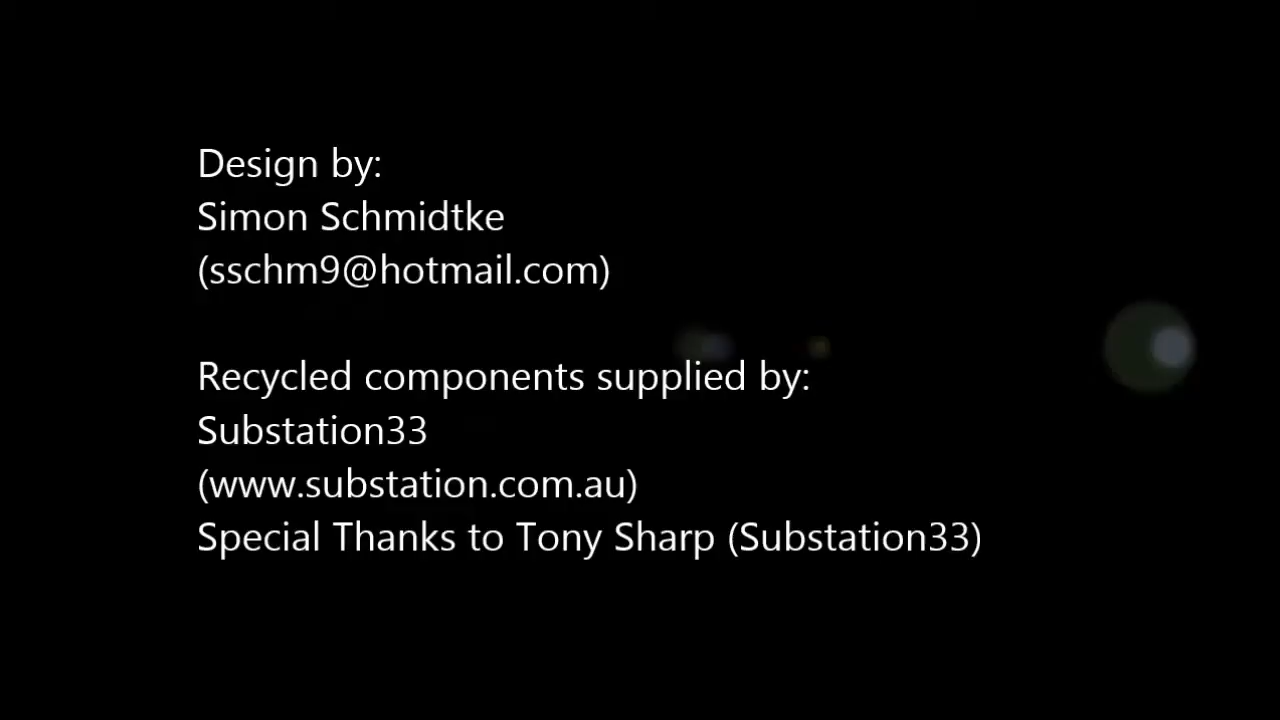 Design by:
Simon Schmidtke
(sschm9@hotmail.com)
Recycled components supplied by:
Substation33
(www.substation.com.au)
Special Thanks to Tony Sharp (Substation33)